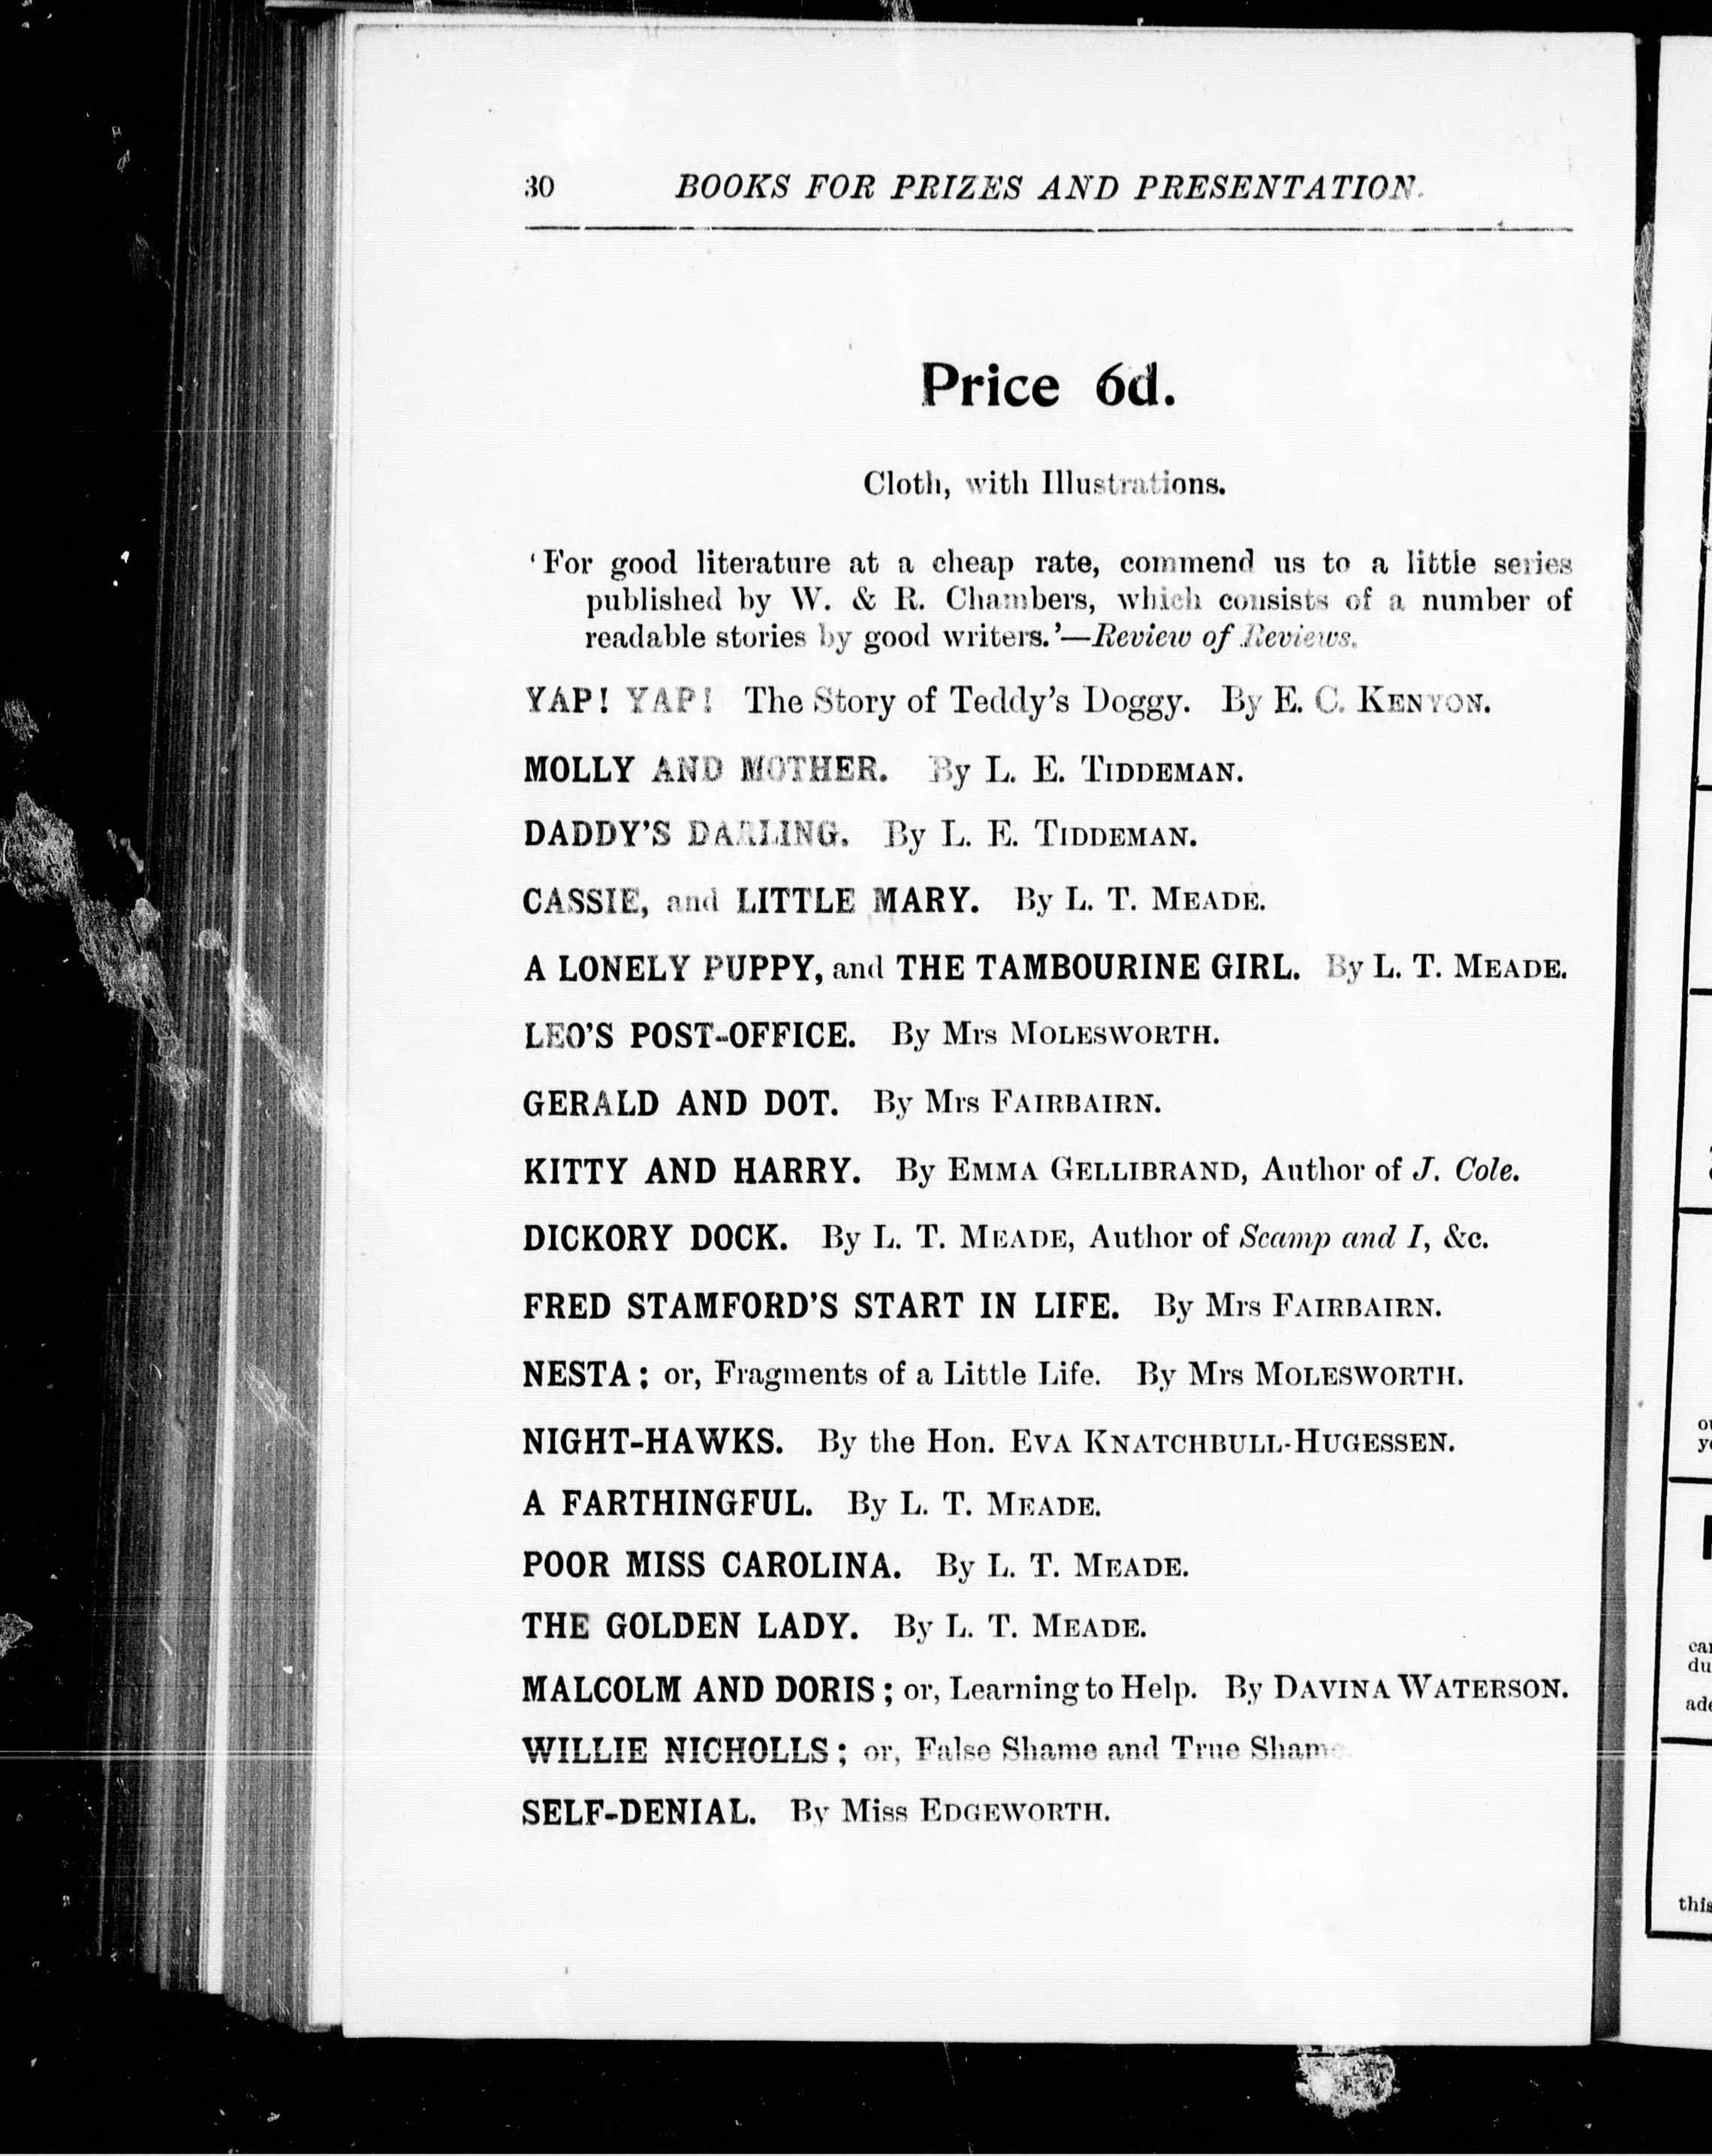 30 BOOKS FOR PRIZES AND PRESENTATION.
Price 6d.
Cloth, with Illustrations.
‘For good literature at a cheap rate, commend us to a little series
published by W. & R. Chambers, which consists of a number of
readable stories by good writers.’—Review of Reviews.
YAP! YAP! The Story of Teddy’s Doggy. By E. C. KENYON.
MOLLY AND MOTHER. By L. E. TIDDEMAN.
DADDY’S DARLING. By L. E. TIDDEMAN.
CASSIE, and LITTLE MARY. By L. T. MEADE.
A LONELY PUPPY, and THE TAMBOURINE GIRL. By L. T. MEADE.
LEO’S POST-OFFICE. By Mrs MOLESWORTH.
GERALD AND DOT. By Mrs FAIRBAIRN.
KITTY AND HARRY. By EMMA GELLIBRAND, Author of J. Cole.
DICKORY DOCK. By L. T. MEADE, Author of Scamp and I, &c.
FRED STAMFORD’S START IN LIFE. By Mrs FAIRBAIRN.
NESTA; or, Fragments of a Little Life. By Mrs MOLESWORTH.
NIGHT-HAWKS. By the Hon. EVA KNATCHBULL-HUGESSEN.
A FARTHINGFUL. By L. T. MEADE.
POOR MISS CAROLINA. By L. T. MEADE.
THE GOLDEN LADY. By L. T. MEADE.
MALCOLM AND DORIS; or, Learning to Help. By DAVINA WATERSON.
WILLIE NICHOLLS; or, False Shame and True Shame.
SELF-DENIAL. By Miss EDGEWORTH.
this